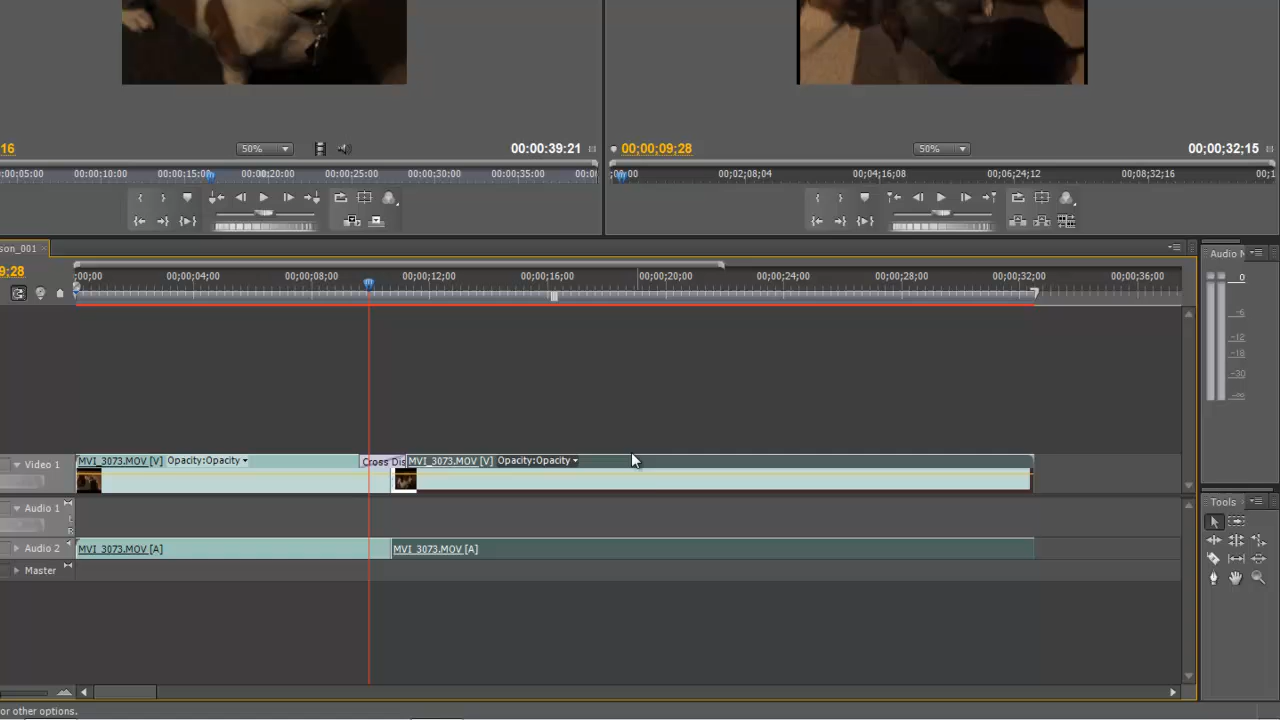 16
50%
00:00:39:21
00;00;09;28
50%
00;00;32;15
:00:05:00 00:00:10:00 00:00:15:00 00:00:20:00 00:00:25:00 00:00:30:00 00:00:35:00
;00;00 00;02;08;04 00;04;16;08 00;06;24;12 00;08;32;16
son_001
Audio
9;28
;00;00 00;00;04;00 00;00;08;00 00;00;12;00 00;00;16;00 00;00;20;00 00;00;24;00 00;00;28;00 00;00;32;00 00;00;36;00
0
-6
-12
-18
-30
-∞
Video 1
MVI_3073.MOV [V] Opacity:Opacity
Cross Dis
MVI_3073.MOV [V] Opacity:Opacity
Tools
Audio 1
L
R
Audio 2
MVI_3073.MOV [A]
MVI_3073.MOV [A]
Master
or other options.